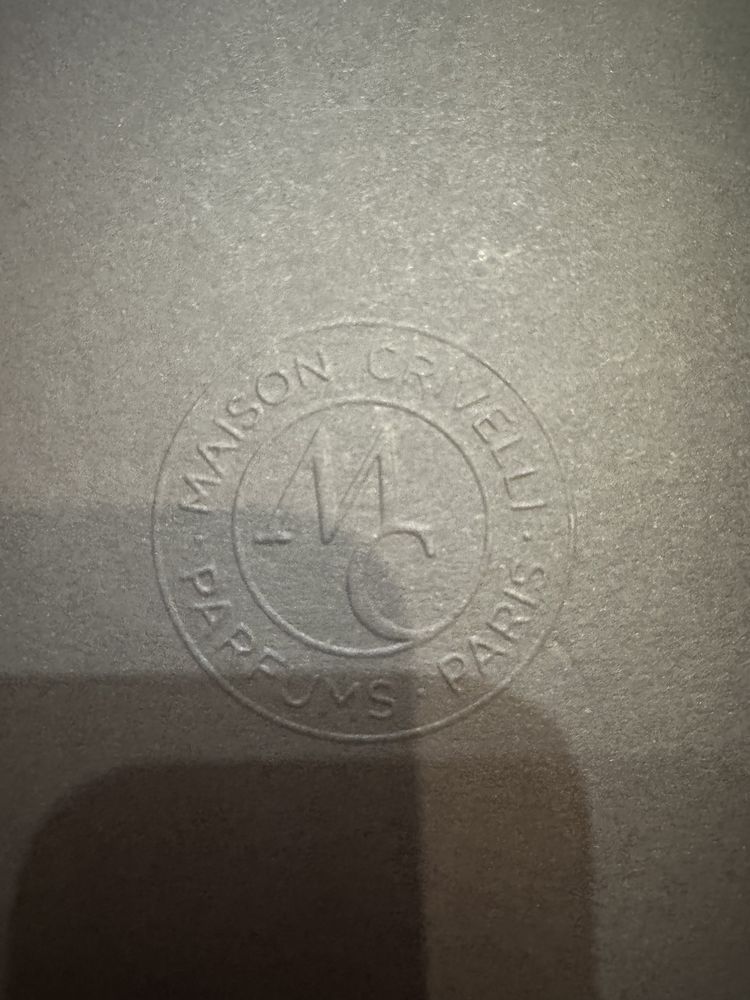 MAISON CRIVELLI
MC
· PARFUMS · PARIS ·